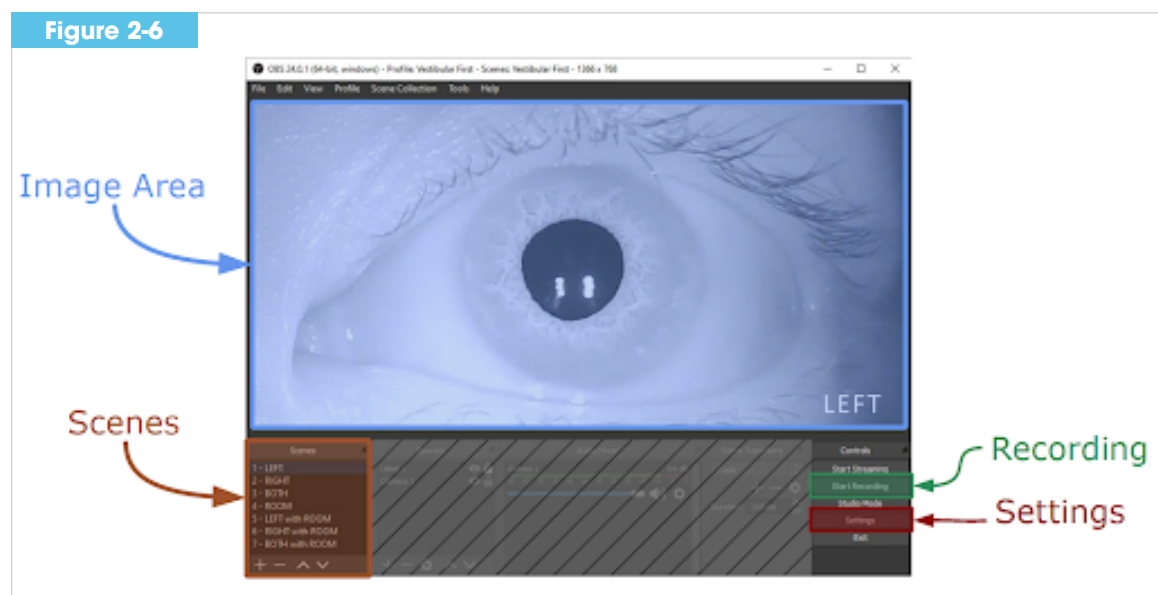 Figure 2-6
OBS 24.0.1 (64-bit, windows) - Profile: Vestibular First - Scenes: Vestibular First - 1366 x 768
File Edit View Profile Scene Collection Tools Help
Image Area
LEFT
Scenes
Scenes
1 - LEFT
2 - RIGHT
3 - BOTH
4 - ROOM
5 - LEFT with ROOM
6 - RIGHT with ROOM
7 - BOTH with ROOM
Controls
Start Streaming
Start Recording
Studio Mode
Settings
Exit
Recording
Settings